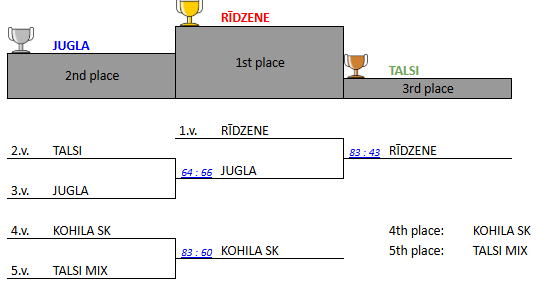 RĪDZENE
JUGLA
1st place
TALSI
2nd place
3rd place
1.v. RĪDZENE
2.v. TALSI
83 : 43 RĪDZENE
64 : 66 JUGLA
3.v. JUGLA
4.v. KOHILA SK
4th place: KOHILA SK
83 : 60 KOHILA SK
5th place: TALSI MIX
5.v. TALSI MIX